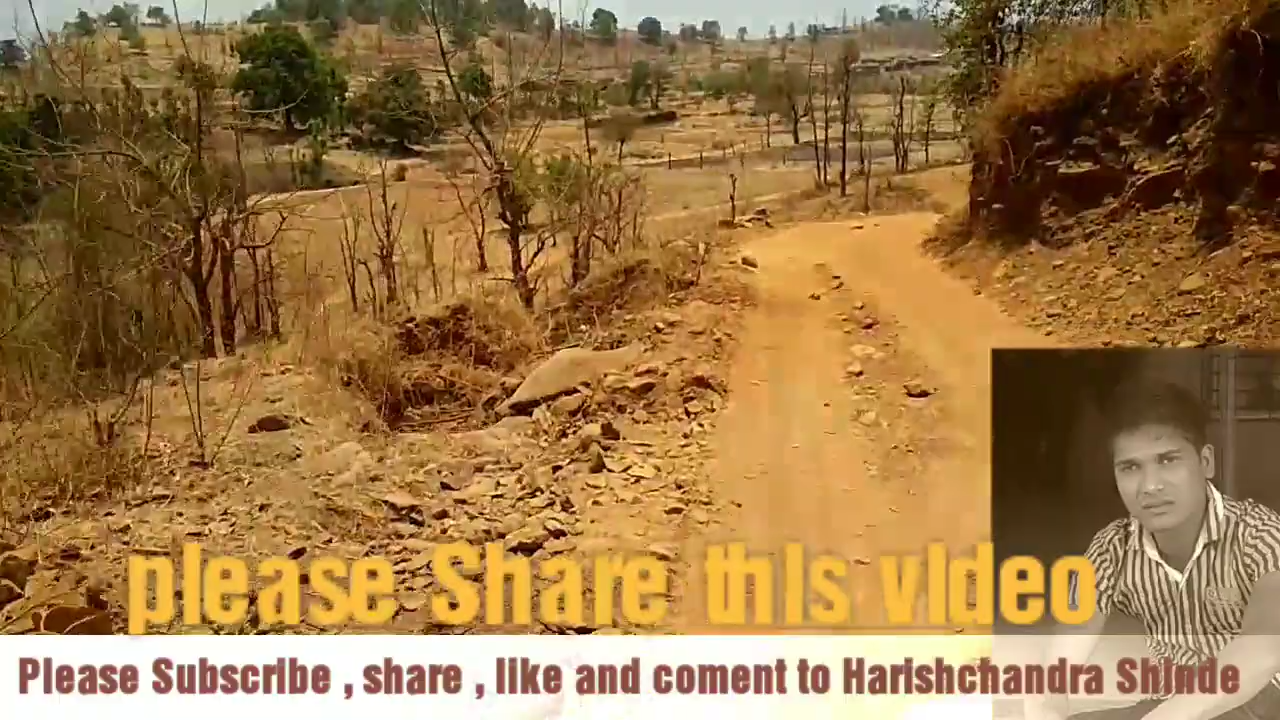 please Share this video
Please Subscribe , share , like and coment to Harishchandra Shinde